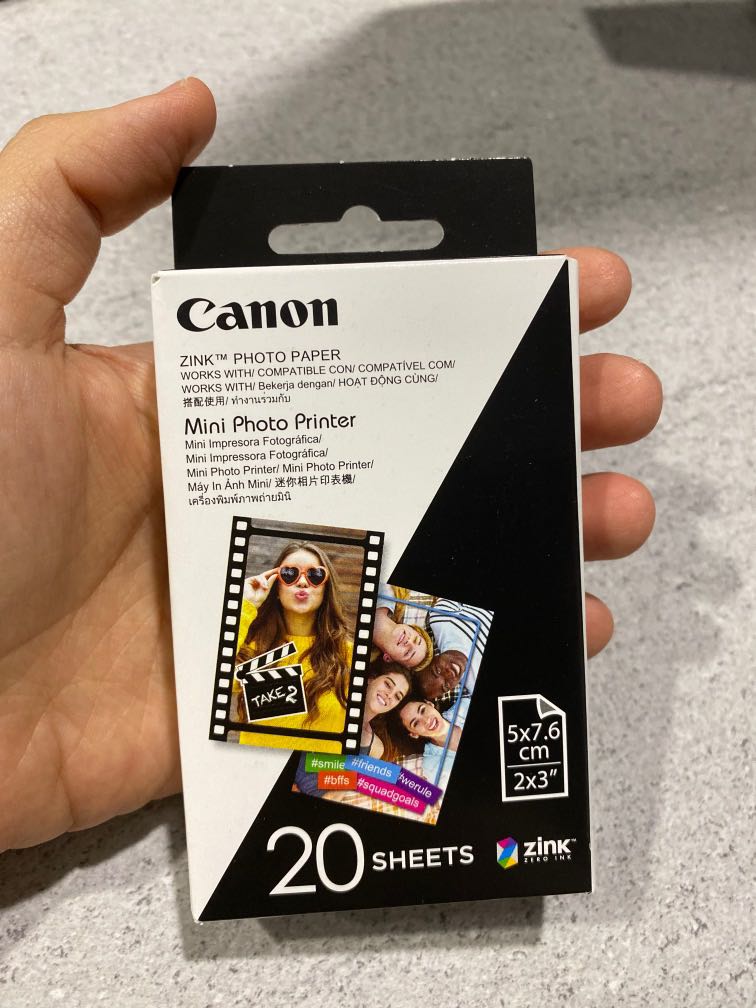 Canon
ZINK™ PHOTO PAPER
WORKS WITH/ COMPATIBLE CON/ COMPATÍVEL COM/
WORKS WITH/ Bekerja dengan/ HOẠT ĐỘNG CÙNG/
搭配使用/ ทำงานร่วมกับ
Mini Photo Printer
Mini Impresora Fotográfica/
Mini Impressora Fotográfica/
Mini Photo Printer/ Mini Photo Printer/
Máy In Ảnh Mini/ 迷你相片印表機/
เครื่องพิมพ์ภาพถ่ายมินิ
TAKE 2
#smile #friends #werule
#bffs #squadgoals
5x7.6
cm
2x3"
20 SHEETS
zink™
ZERO INK